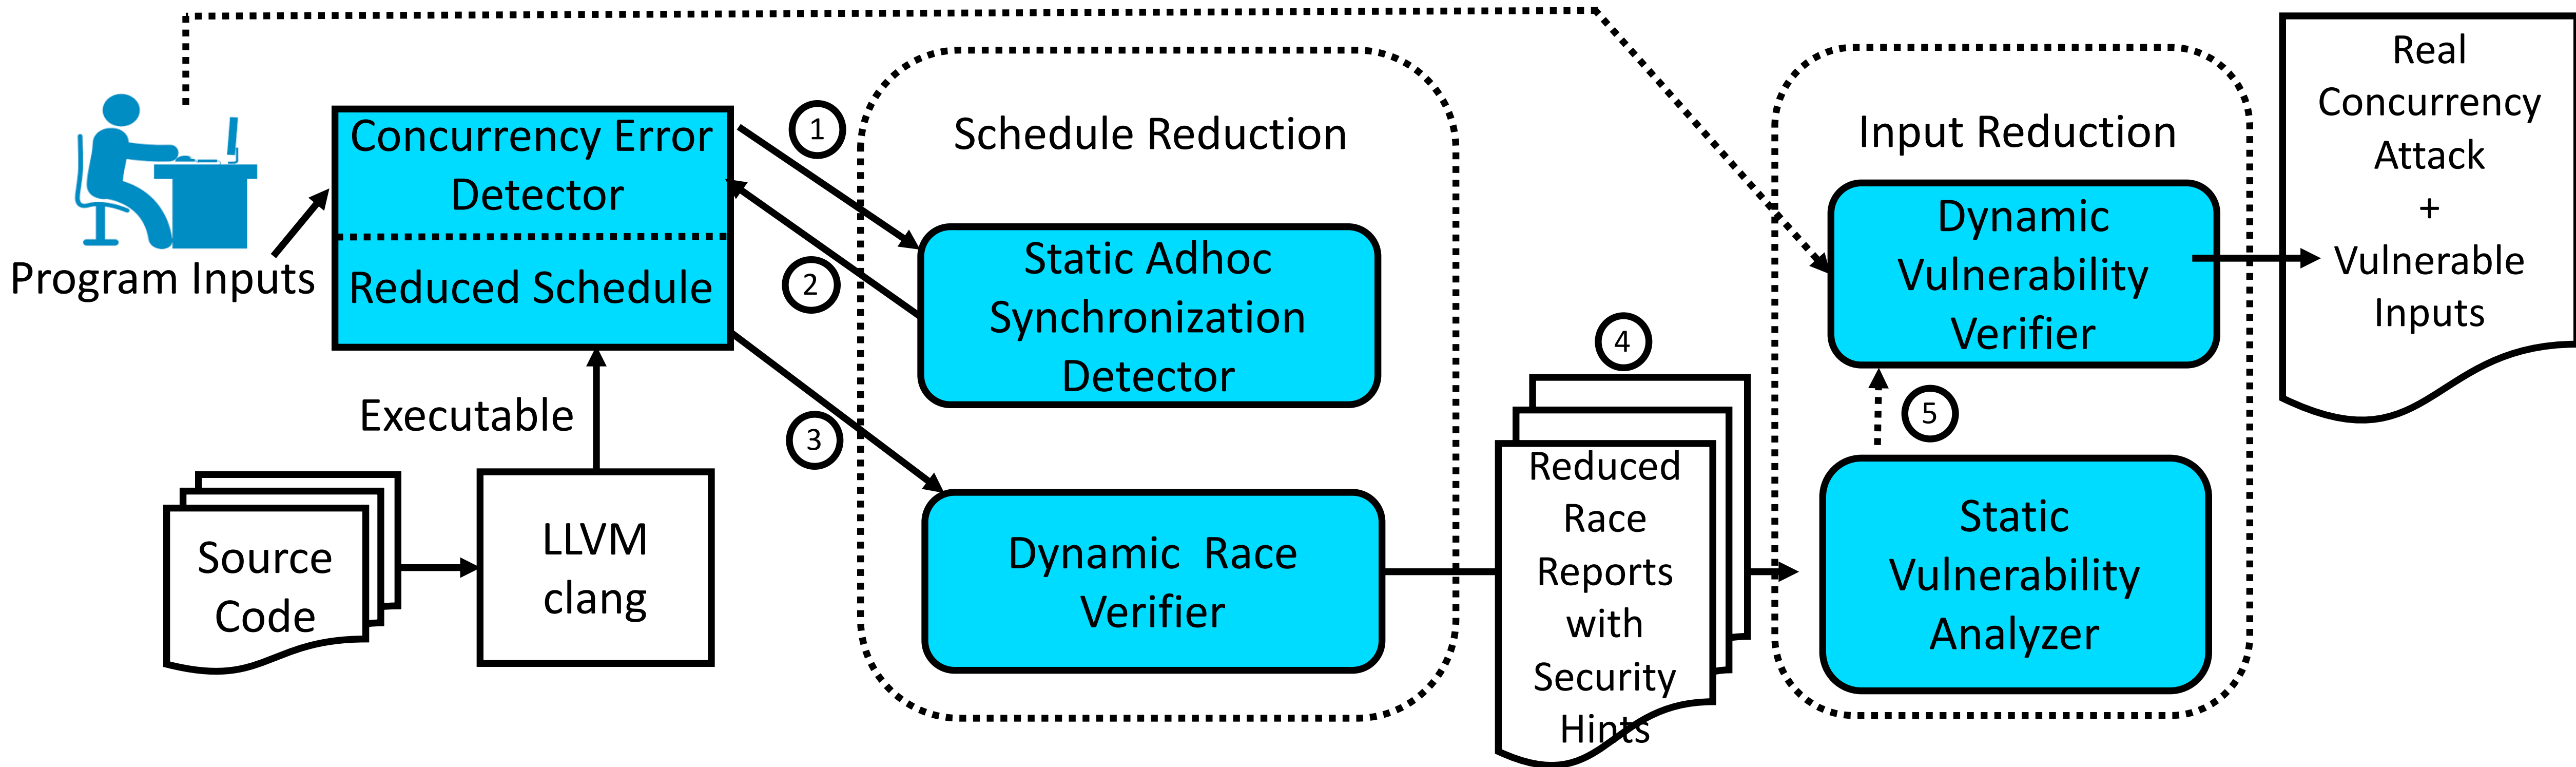 Program Inputs
Concurrency Error
Detector
Reduced Schedule
Executable
Source
Code
LLVM
clang
1
2
3
Schedule Reduction
Static Adhoc
Synchronization
Detector
Dynamic Race
Verifier
4
Reduced
Race
Reports
with
Security
Hints
Input Reduction
Dynamic
Vulnerability
Verifier
5
Static
Vulnerability
Analyzer
Real
Concurrency
Attack
+
Vulnerable
Inputs